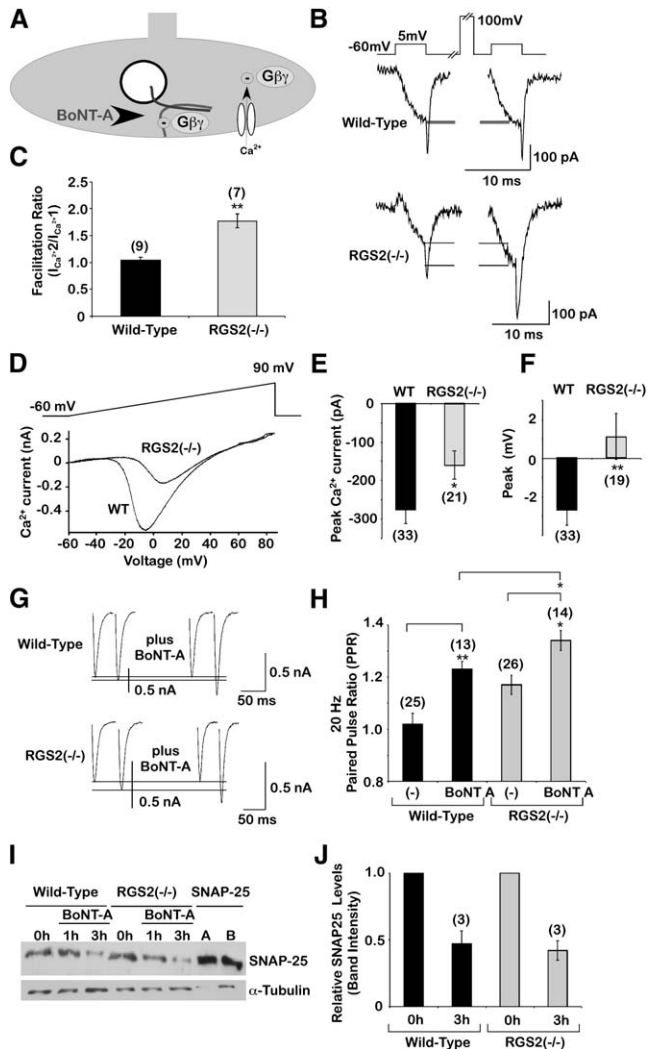 A
BoNT-A
Gβγ
Gβγ
Ca²⁺
B
-60mV
5mV
100mV
Wild-Type
100 pA
10 ms
RGS2(-/-)
100 pA
10 ms
C
Facilitation Ratio
(I Ca²⁺2/I Ca²⁺1)
2.5
2.0
1.5
1.0
0.5
0
(9)
(7)
**
Wild-Type
RGS2(-/-)
D
-60 mV
90 mV
Ca²⁺ current (nA)
0.2
0
-0.4
RGS2(-/-)
WT
-60
-40
0
20
40
60
80
Voltage (mV)
E
WT
RGS2(-/-)
Peak Ca²⁺ current (pA)
0
-100
-200
-300
*
(21)
(33)
F
WT
RGS2(-/-)
Peak (mV)
2
0
-2
**
(19)
(33)
G
Wild-Type
plus
BoNT-A
0.5 nA
0.5 nA
50 ms
RGS2(-/-)
plus
BoNT-A
0.5 nA
0.5 nA
50 ms
H
20 Hz
Paired Pulse Ratio (PPR)
1.4
1.2
1.0
0.8
(25)
(13)
**
(26)
(14)
*
*
(-)
BoNT A
(-)
BoNT A
Wild-Type
RGS2(-/-)
I
Wild-Type
RGS2(-/-)
SNAP-25
BoNT-A
BoNT-A
0h
1h
3h
0h
1h
3h
A
B
SNAP-25
α-Tubulin
J
Relative SNAP25 Levels
(Band Intensity)
1.0
0.5
0
(3)
(3)
0h
3h
0h
3h
Wild-Type
RGS2(-/-)